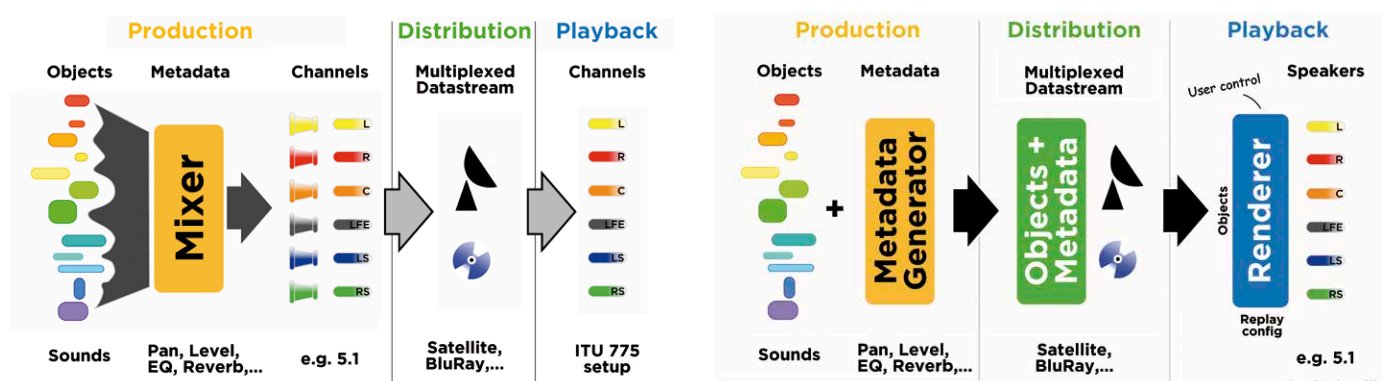 Production
Distribution
Playback
Objects
Metadata
Channels
Multiplexed
Datastream
Channels
Mixer
L
R
C
LFE
LS
RS
L
R
C
LFE
LS
RS
Sounds
Pan, Level,
EQ, Reverb,...
e.g. 5.1
Satellite,
BluRay,...
ITU 775
setup
Production
Distribution
Playback
Objects
Metadata
Multiplexed
Datastream
Speakers
User control
+
Metadata
Generator
Objects +
Metadata
Objects
Renderer
L
R
C
LFE
LS
RS
Replay
config
Sounds
Pan, Level,
EQ, Reverb,...
Satellite,
BluRay,...
e.g. 5.1